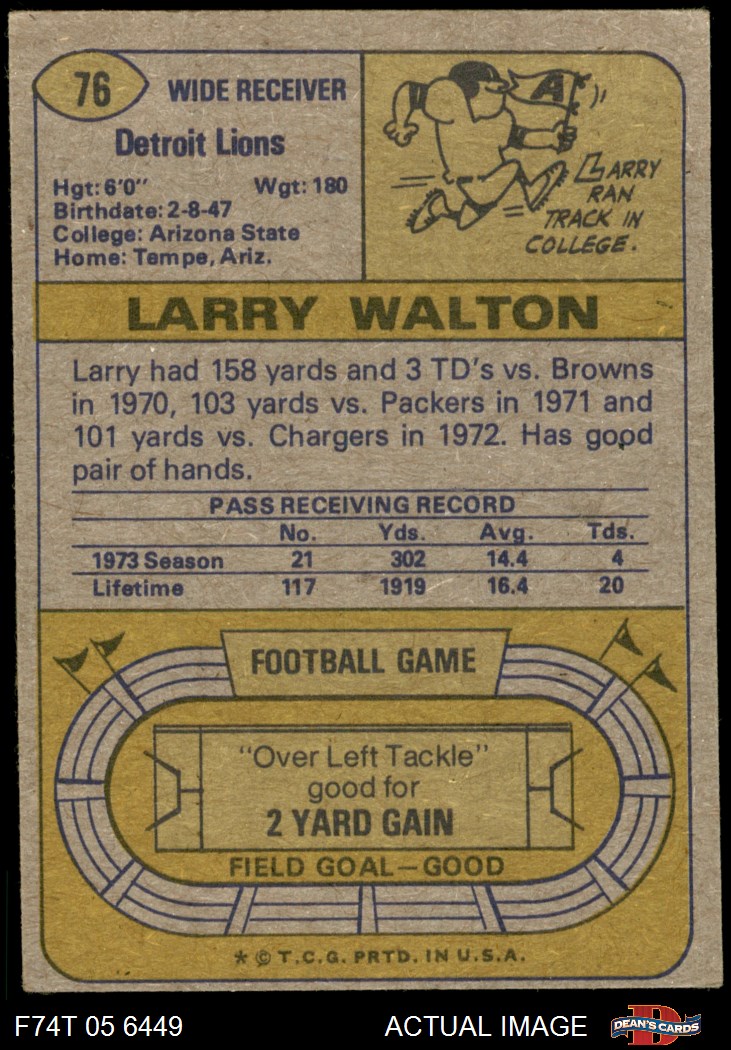 76
WIDE RECEIVER
Detroit Lions
Hgt: 6'0" Wgt: 180
Birthdate: 2-8-47
College: Arizona State
Home: Tempe, Ariz.
A
LARRY
RAN
TRACK IN
COLLEGE.
LARRY WALTON
Larry had 158 yards and 3 TD's vs. Browns
in 1970, 103 yards vs. Packers in 1971 and
101 yards vs. Chargers in 1972. Has good
pair of hands.
PASS RECEIVING RECORD
No. Yds. Avg. Tds.
1973 Season 21 302 14.4 4
Lifetime 117 1919 16.4 20
FOOTBALL GAME
"Over Left Tackle"
good for
2 YARD GAIN
FIELD GOAL—GOOD
* © T.C.G. PRTD. IN U.S.A.
F74T 05 6449
ACTUAL IMAGE
D
DEAN'S CARDS